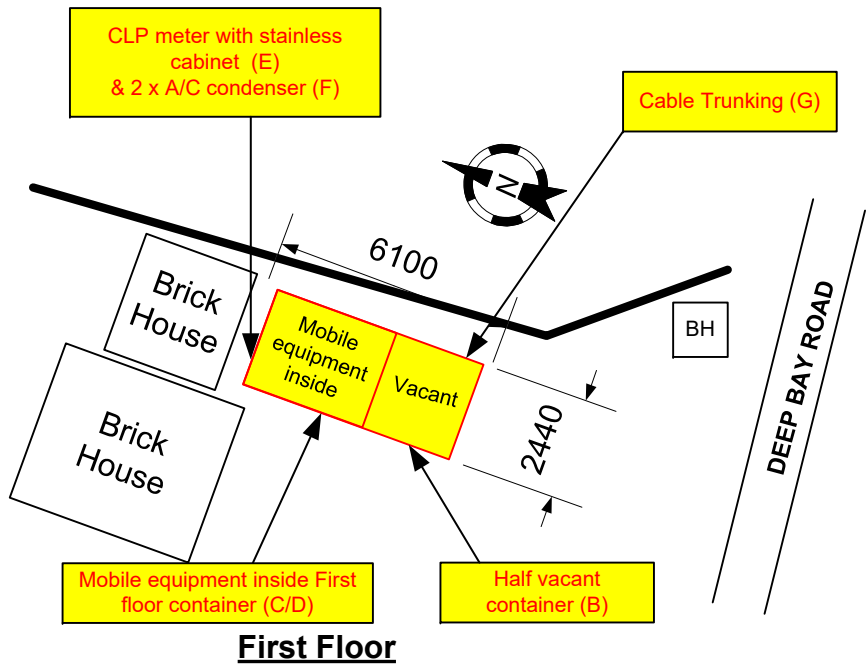 CLP meter with stainless
cabinet (E)
& 2 x A/C condenser (F)
Cable Trunking (G)
N
6100
Brick
House
BH
Mobile
equipment
inside
Vacant
Brick
House
2440
DEEP BAY ROAD
Mobile equipment inside First
floor container (C/D)
Half vacant
container (B)
First Floor